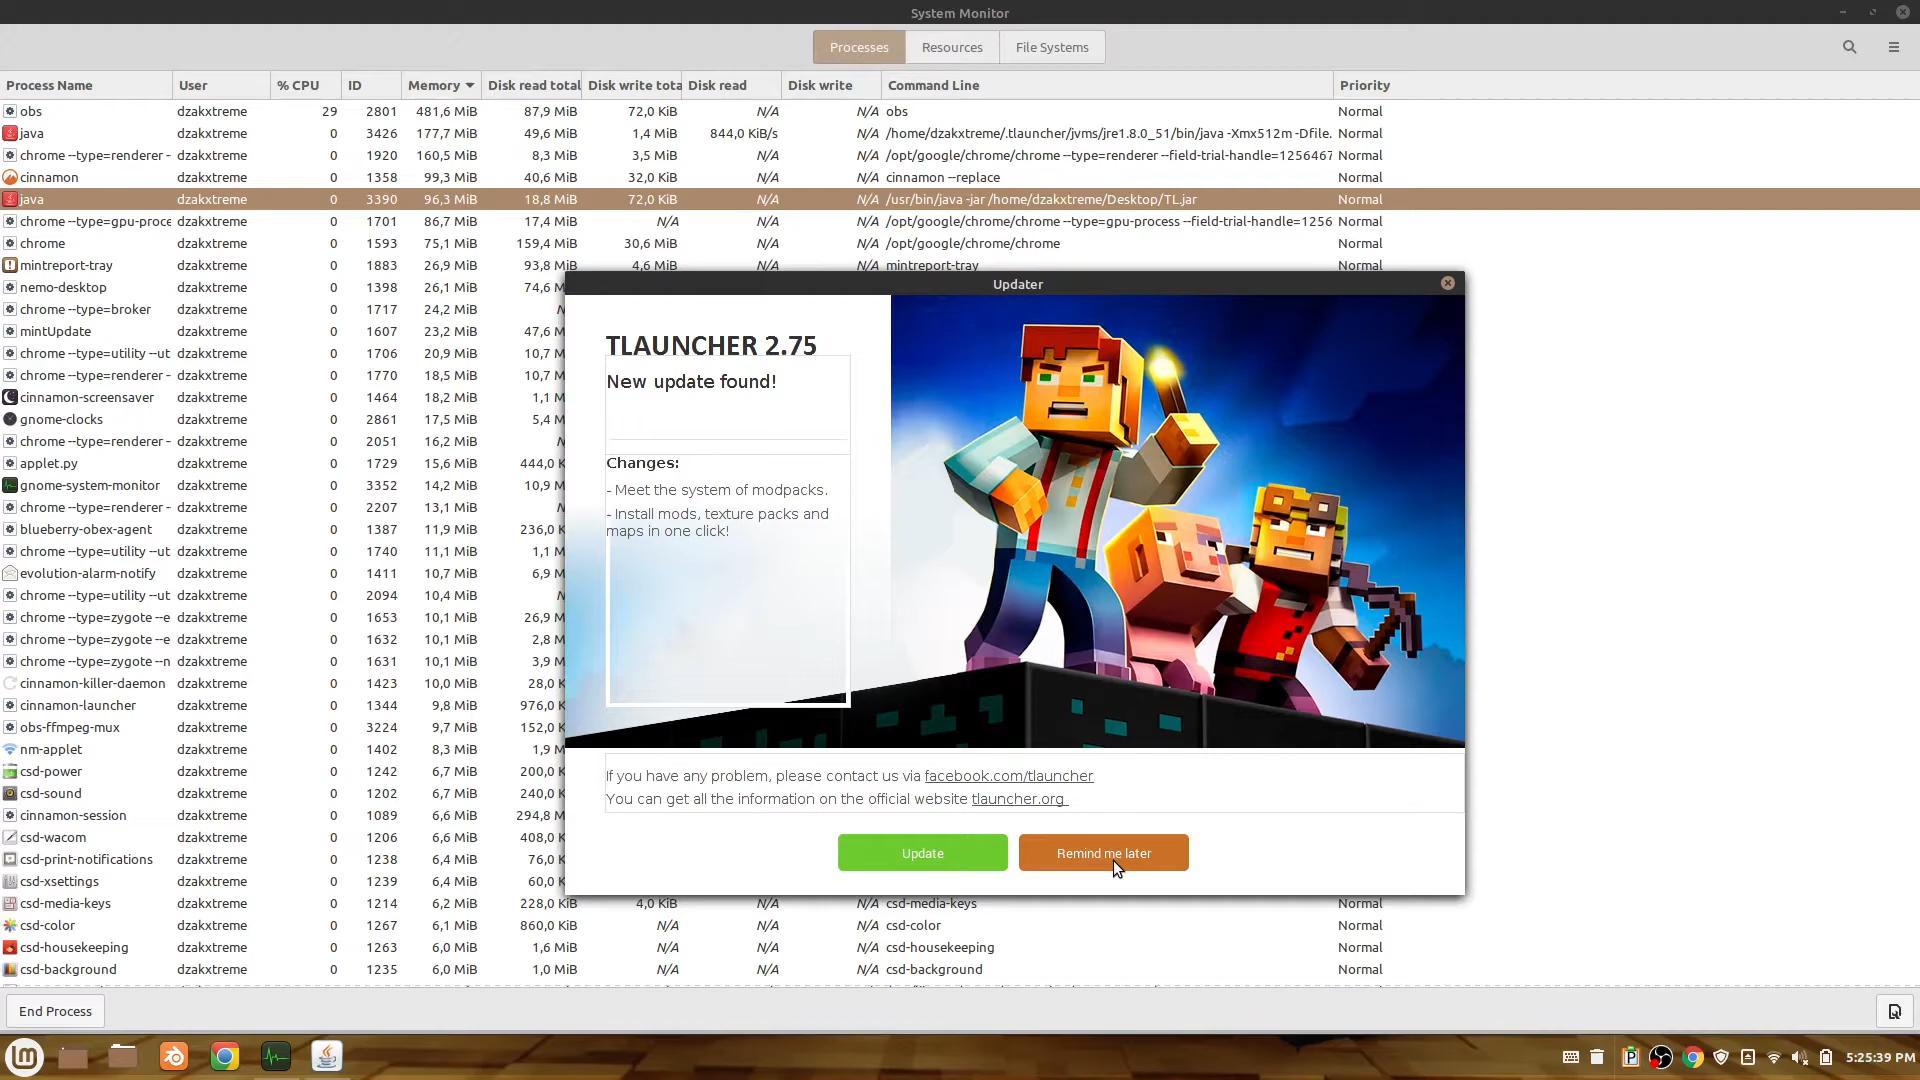 System Monitor
Processes Resources File Systems
Process Name User % CPU ID Memory Disk read total Disk write tota Disk read Disk write Command Line Priority
obs dzakxtreme 29 2801 481,6 MiB 87,9 MiB 72,0 KiB N/A N/A obs Normal
java dzakxtreme 0 3426 177,7 MiB 49,6 MiB 1,4 MiB 844,0 KiB/s N/A /home/dzakxtreme/.tlauncher/jvms/jre1.8.0_51/bin/java -Xmx512m -Dfile. Normal
chrome --type=renderer - dzakxtreme 0 1920 160,5 MiB 8,3 MiB 3,5 MiB N/A N/A /opt/google/chrome/chrome --type=renderer --field-trial-handle=1256467 Normal
cinnamon dzakxtreme 0 1358 99,3 MiB 40,6 MiB 32,0 KiB N/A N/A cinnamon --replace Normal
java dzakxtreme 0 3390 96,3 MiB 18,8 MiB 72,0 KiB N/A N/A /usr/bin/java -jar /home/dzakxtreme/Desktop/TL.jar Normal
chrome --type=gpu-proce dzakxtreme 0 1701 86,7 MiB 17,4 MiB N/A N/A N/A /opt/google/chrome/chrome --type=gpu-process --field-trial-handle=1256 Normal
chrome dzakxtreme 0 1593 75,1 MiB 159,4 MiB 30,6 MiB N/A N/A /opt/google/chrome/chrome Normal
mintreport-tray dzakxtreme 0 1883 26,9 MiB 93,8 MiB 4,6 MiB N/A N/A mintreport-tray Normal
nemo-desktop dzakxtreme 0 1398 26,1 MiB 74,6 M
chrome --type=broker dzakxtreme 0 1717 24,2 MiB N
mintUpdate dzakxtreme 0 1607 23,2 MiB 47,6 M
chrome --type=utility --ut dzakxtreme 0 1706 20,9 MiB 10,7 M
chrome --type=renderer - dzakxtreme 0 1770 18,5 MiB 10,7 M
cinnamon-screensaver dzakxtreme 0 1464 18,2 MiB 1,1 M
gnome-clocks dzakxtreme 0 2861 17,5 MiB 5,4 M
chrome --type=renderer - dzakxtreme 0 2051 16,2 MiB N
applet.py dzakxtreme 0 1729 15,6 MiB 444,0 K
gnome-system-monitor dzakxtreme 0 3352 14,2 MiB 10,9 M
chrome --type=renderer - dzakxtreme 0 2207 13,1 MiB N
blueberry-obex-agent dzakxtreme 0 1387 11,9 MiB 236,0 K
chrome --type=utility --ut dzakxtreme 0 1740 11,1 MiB 1,1 M
evolution-alarm-notify dzakxtreme 0 1411 10,7 MiB 6,9 M
chrome --type=utility --ut dzakxtreme 0 2094 10,4 MiB N
chrome --type=zygote --e dzakxtreme 0 1653 10,1 MiB 26,9 M
chrome --type=zygote --e dzakxtreme 0 1632 10,1 MiB 2,8 M
chrome --type=zygote --n dzakxtreme 0 1631 10,1 MiB 3,9 M
cinnamon-killer-daemon dzakxtreme 0 1423 10,0 MiB 28,0 K
cinnamon-launcher dzakxtreme 0 1344 9,8 MiB 976,0 K
obs-ffmpeg-mux dzakxtreme 0 3224 9,7 MiB 152,0 K
nm-applet dzakxtreme 0 1402 8,3 MiB 1,9 M
csd-power dzakxtreme 0 1242 6,7 MiB 200,0 K
csd-sound dzakxtreme 0 1202 6,7 MiB 240,0 K
cinnamon-session dzakxtreme 0 1089 6,6 MiB 294,8 M
csd-wacom dzakxtreme 0 1206 6,6 MiB 408,0 K
csd-print-notifications dzakxtreme 0 1238 6,4 MiB 76,0 K
csd-xsettings dzakxtreme 0 1239 6,4 MiB 60,0 K
csd-media-keys dzakxtreme 0 1214 6,2 MiB 228,0 KiB 4,0 KiB N/A N/A csd-media-keys Normal
csd-color dzakxtreme 0 1267 6,1 MiB 860,0 KiB N/A N/A N/A csd-color Normal
csd-housekeeping dzakxtreme 0 1263 6,0 MiB 1,6 MiB N/A N/A N/A csd-housekeeping Normal
csd-background dzakxtreme 0 1235 6,0 MiB 1,0 MiB N/A N/A N/A csd-background Normal
Updater
TLAUNCHER 2.75
New update found!
Changes:
- Meet the system of modpacks.
- Install mods, texture packs and
maps in one click!
If you have any problem, please contact us via facebook.com/tlauncher
You can get all the information on the official website tlauncher.org
Update Remind me later
End Process
lm
P
5:25:39 PM